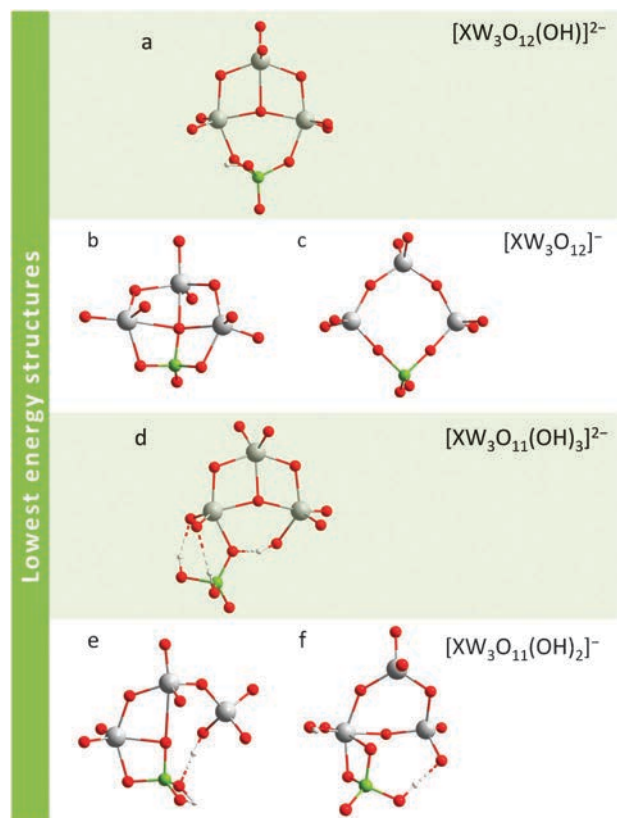 Lowest energy structures
a
[XW₃O₁₂(OH)]²⁻
b
c
[XW₃O₁₂]⁻
d
[XW₃O₁₁(OH)₃]²⁻
e
f
[XW₃O₁₁(OH)₂]⁻